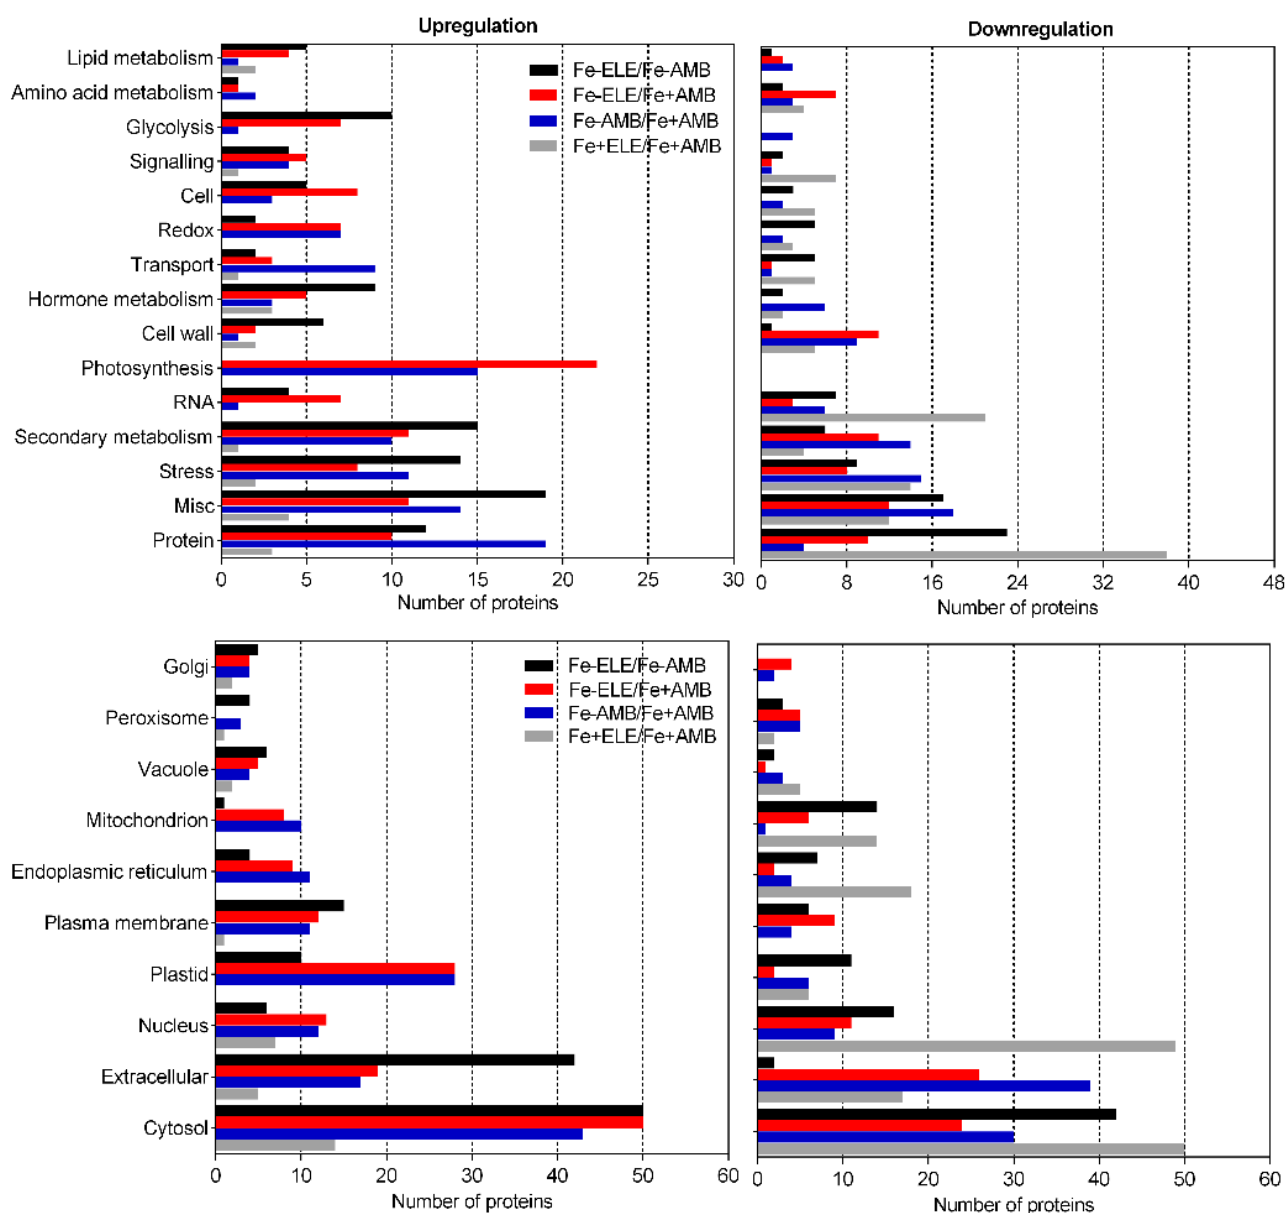 Upregulation
Downregulation
Lipid metabolism
Amino acid metabolism
Glycolysis
Signalling
Cell
Redox
Transport
Hormone metabolism
Cell wall
Photosynthesis
RNA
Secondary metabolism
Stress
Misc
Protein
Fe-ELE/Fe-AMB
Fe-ELE/Fe+AMB
Fe-AMB/Fe+AMB
Fe+ELE/Fe+AMB
0 5 10 15 20 25 30
Number of proteins
0 8 16 24 32 40 48
Number of proteins
Golgi
Peroxisome
Vacuole
Mitochondrion
Endoplasmic reticulum
Plasma membrane
Plastid
Nucleus
Extracellular
Cytosol
Fe-ELE/Fe-AMB
Fe-ELE/Fe+AMB
Fe-AMB/Fe+AMB
Fe+ELE/Fe+AMB
0 10 20 30 40 50 60
Number of proteins
0 10 20 30 40 50 60
Number of proteins